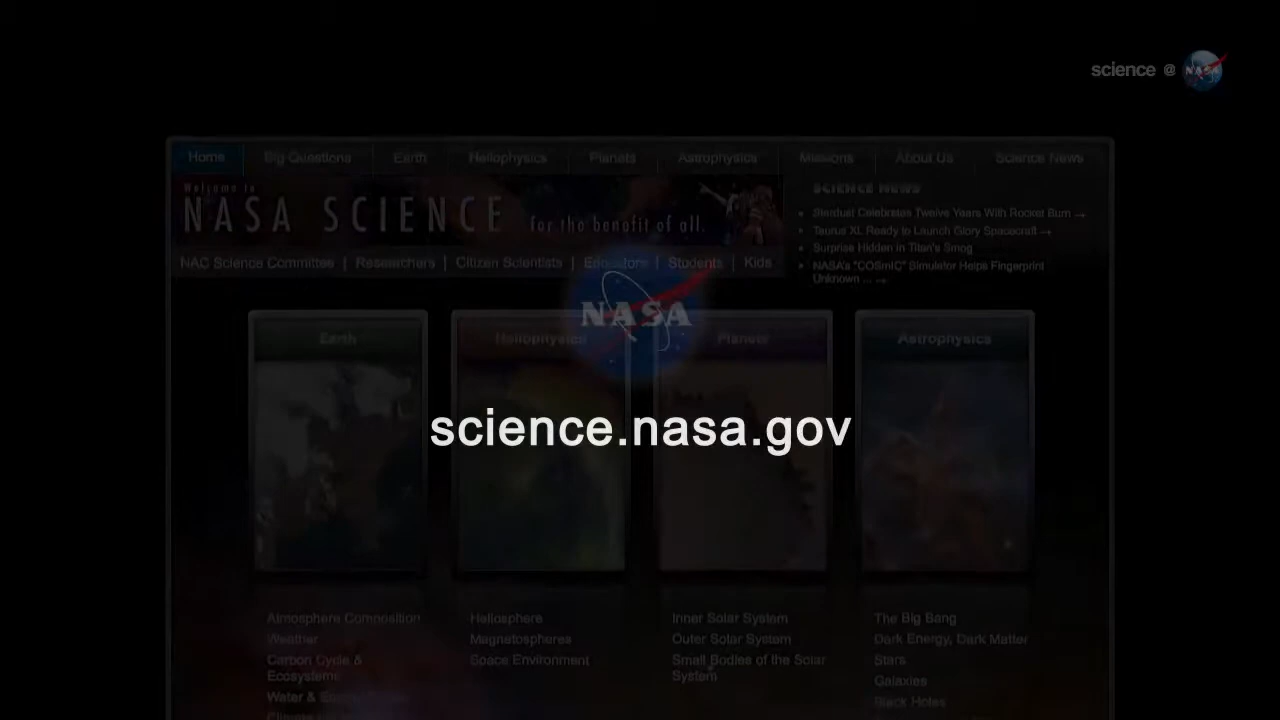 science @ NASA
Home Big Questions Earth Heliophysics Planets Astrophysics Missions About Us Science News
Welcome to
NASA SCIENCE for the benefit of all.
SCIENCE NEWS
Stardust Celebrates Twelve Years With Rocket Burn →
Taurus XL Ready to Launch Glory Spacecraft →
Surprise Hidden in Titan's Smog
NASA's "COSmIC" Simulator Helps Fingerprint
Unknown ... →
NAC Science Committee | Researchers | Citizen Scientists | Educators | Students | Kids
NASA
Earth Heliophysics Planets Astrophysics
science.nasa.gov
Atmosphere Composition
Weather
Carbon Cycle &
Ecosystems
Water &
Heliosphere
Magnetospheres
Space Environment
Inner Solar System
Outer Solar System
Small Bodies of the Solar
System
The Big Bang
Dark Energy, Dark Matter
Stars
Galaxies
Black Holes